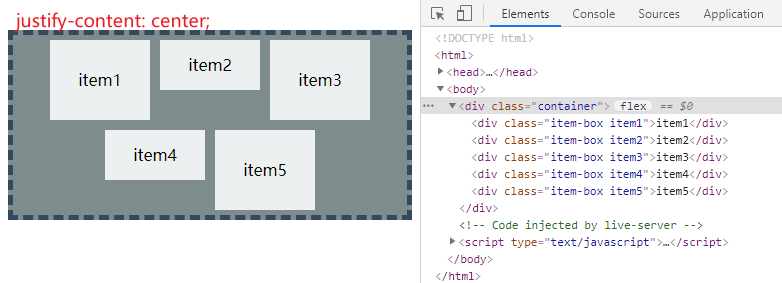 justify-content: center;
item1
item2
item3
item4
item5
Elements Console Sources Application
<!DOCTYPE html>
<html>
<head>…</head>
<body>
… <div class="container"> flex == $0
<div class="item-box item1">item1</div>
<div class="item-box item2">item2</div>
<div class="item-box item3">item3</div>
<div class="item-box item4">item4</div>
<div class="item-box item5">item5</div>
</div>
<!-- Code injected by live-server -->
<script type="text/javascript">…</script>
</body>
</html>